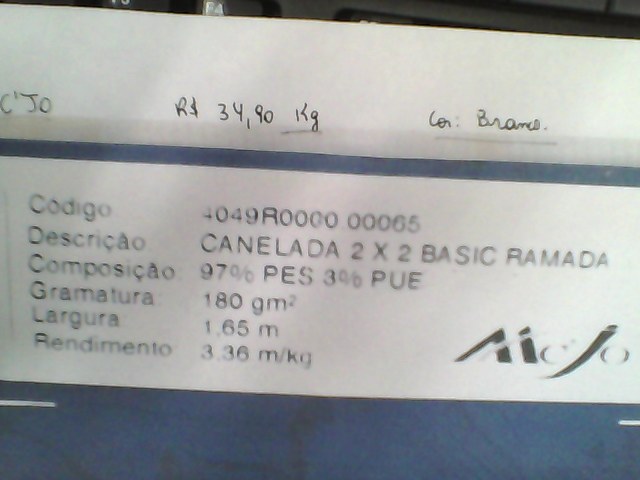 C'JO R$ 34,90 Kg Cor: Branco.
Código 4049R0000 00065
Descrição CANELADA 2 X 2 BASIC RAMADA
Composição 97% PES 3% PUE
Gramatura 180 gm²
Largura 1.65 m
Rendimento 3.36 m/kg